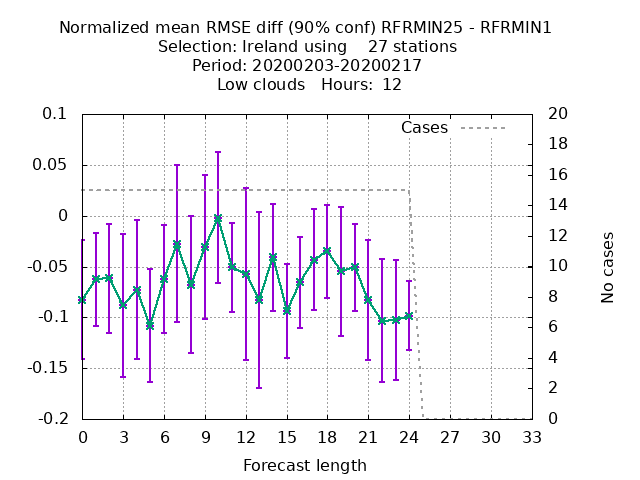 Normalized mean RMSE diff (90% conf) RFRMIN25 - RFRMIN1
Selection: Ireland using 27 stations
Period: 20200203-20200217
Low clouds Hours: 12
Cases
0.1
0.05
0
-0.05
-0.1
-0.15
-0.2
20
18
16
14
12
10
8
6
4
2
0
No cases
0 3 6 9 12 15 18 21 24 27 30 33
Forecast length